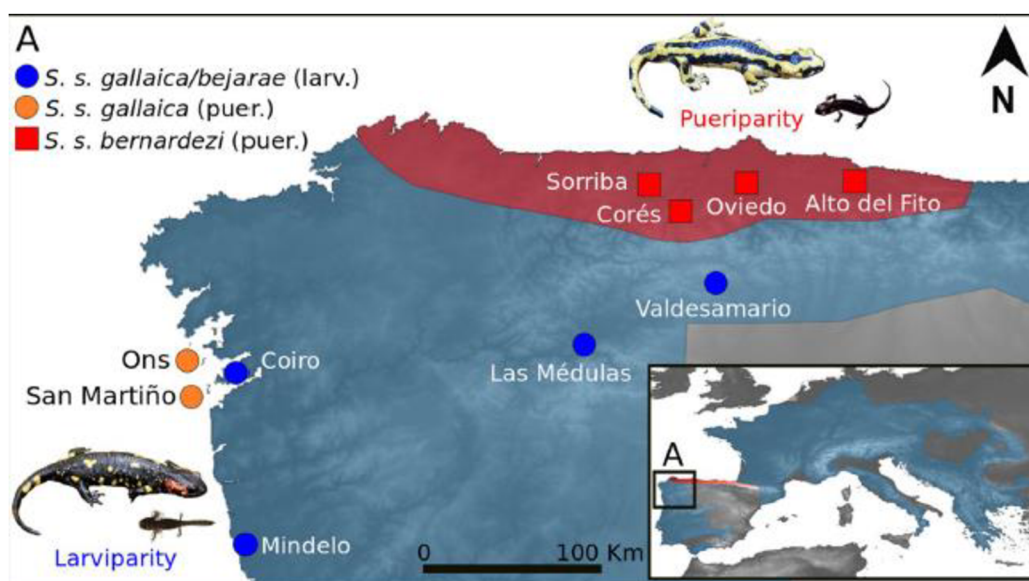 A
S. s. gallaica/bejarae (larv.)
S. s. gallaica (puer.)
S. s. bernardezi (puer.)
Pueriparity
N
Sorriba
Corés
Oviedo
Alto del Fito
Valdesamario
Las Médulas
Ons
Coiro
San Martiño
Larviparity
Mindelo
0
100 Km
A